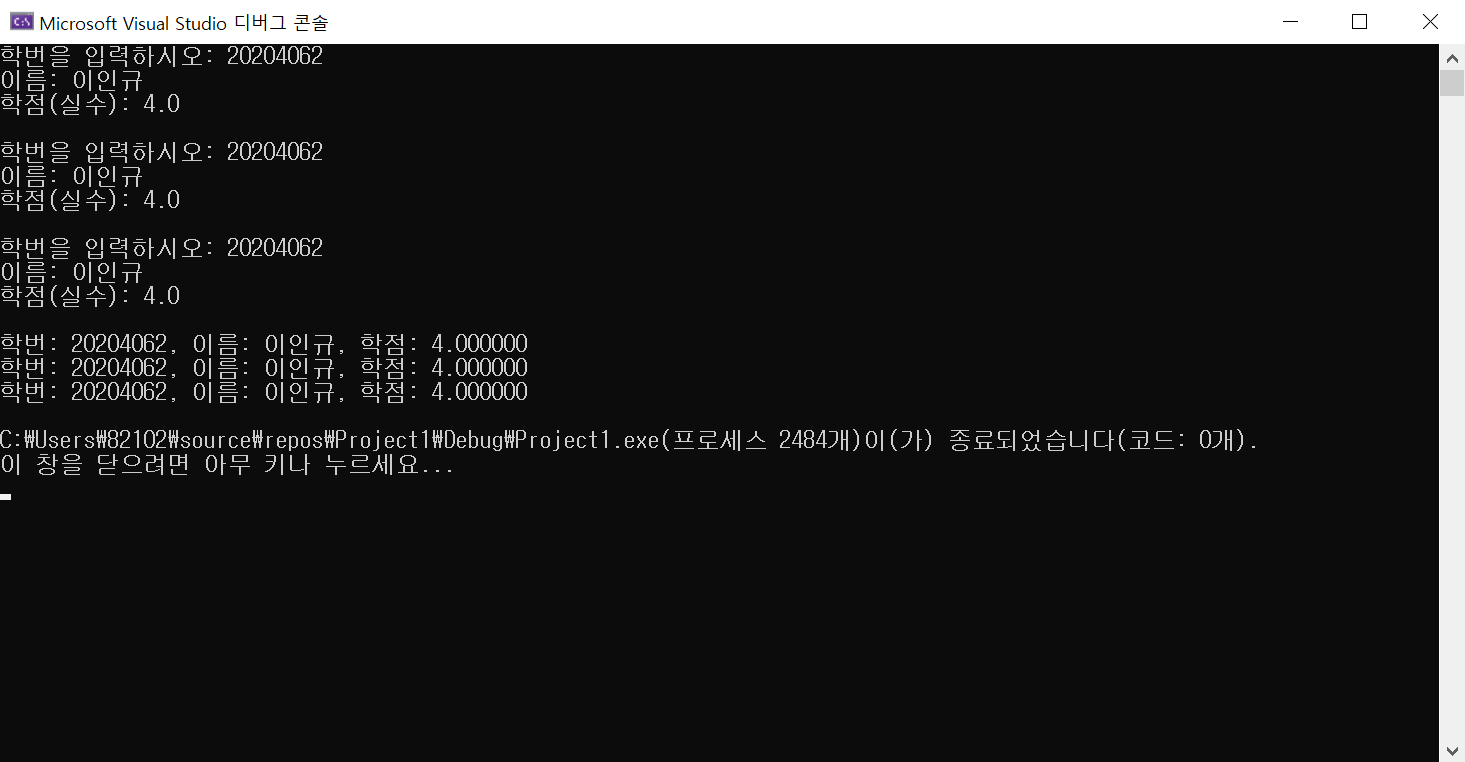 Microsoft Visual Studio 디버그 콘솔
학번을 입력하시오: 20204062
이름: 이인규
학점(실수): 4.0
학번을 입력하시오: 20204062
이름: 이인규
학점(실수): 4.0
학번을 입력하시오: 20204062
이름: 이인규
학점(실수): 4.0
학번: 20204062, 이름: 이인규, 학점: 4.000000
학번: 20204062, 이름: 이인규, 학점: 4.000000
학번: 20204062, 이름: 이인규, 학점: 4.000000
C:₩Users₩82102₩source₩repos₩Project1₩Debug₩Project1.exe(프로세스 2484개)이(가) 종료되었습니다(코드: 0개).
이 창을 닫으려면 아무 키나 누르세요...